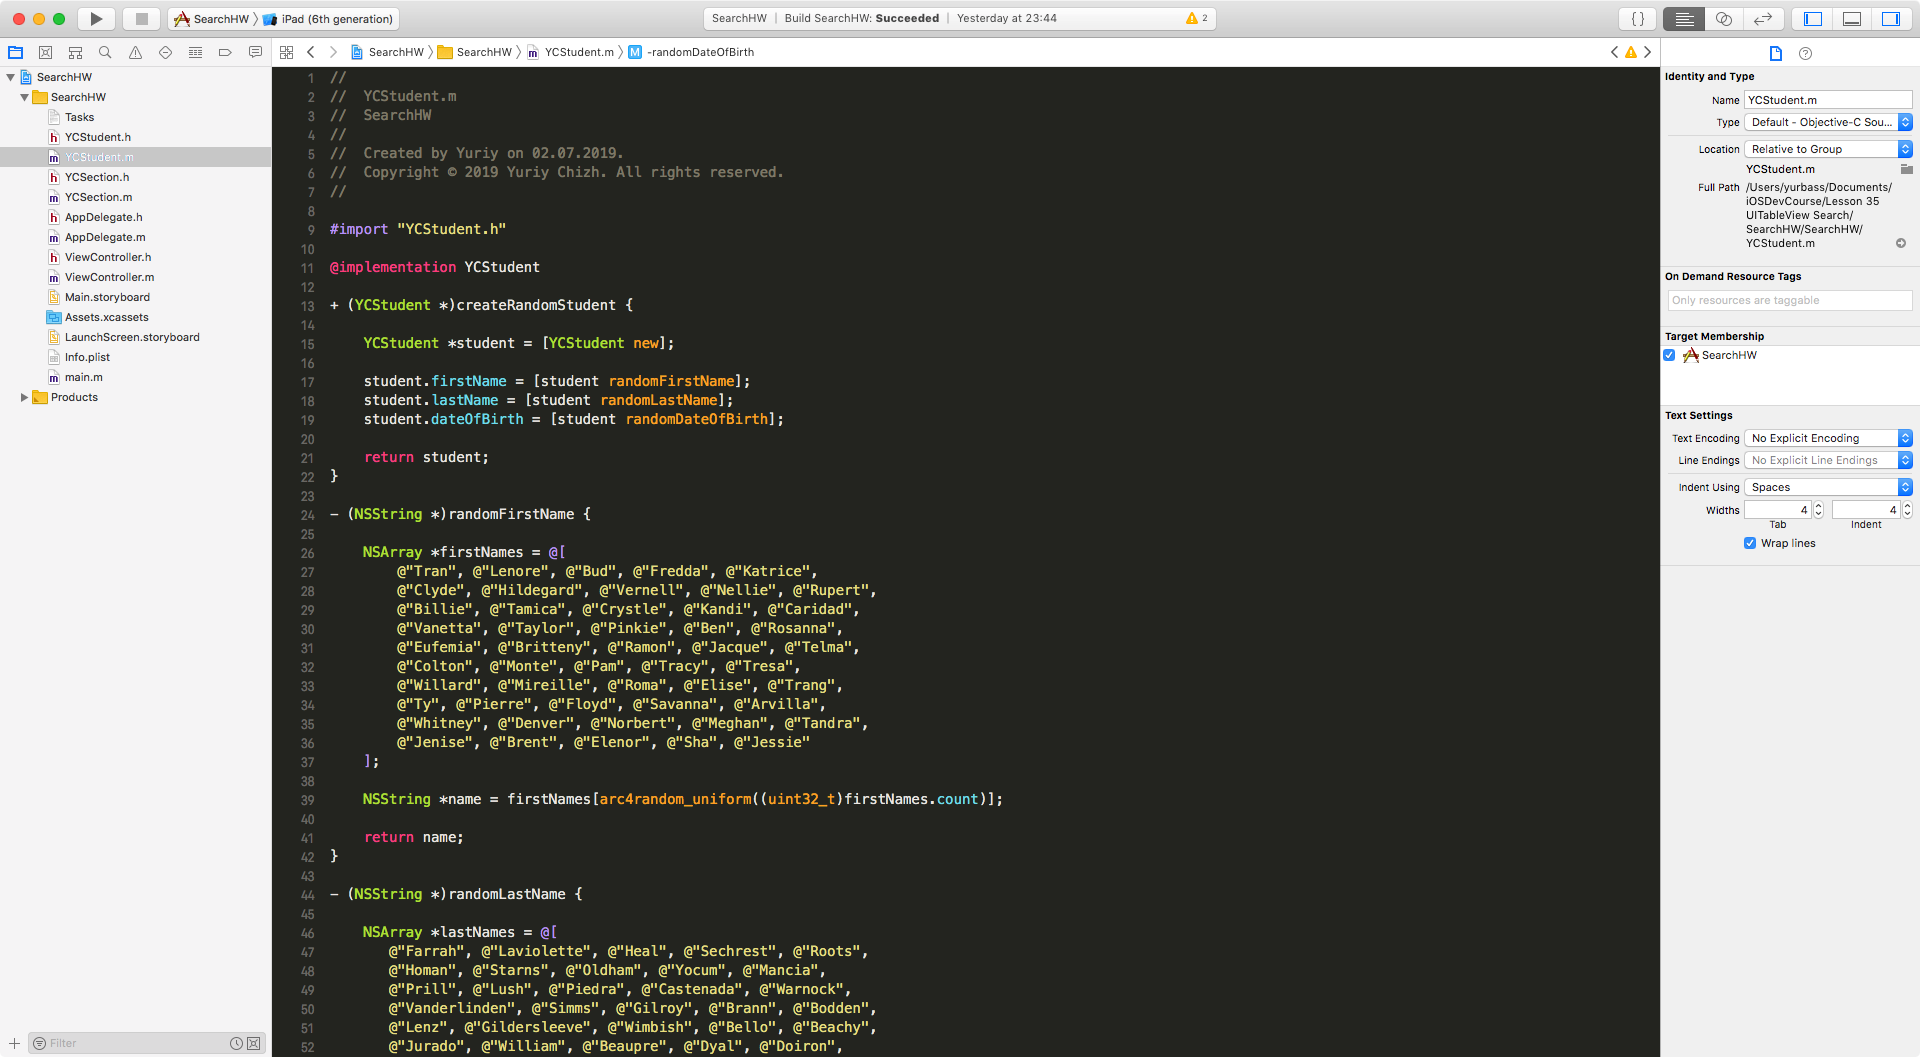 SearchHW iPad (6th generation)
SearchHW Build SearchHW: Succeeded Yesterday at 23:44 2
SearchHW SearchHW YCStudent.m M -randomDateOfBirth
SearchHW
SearchHW
Tasks
h YCStudent.h
m YCStudent.m
h YCSection.h
m YCSection.m
h AppDelegate.h
m AppDelegate.m
h ViewController.h
m ViewController.m
Main.storyboard
Assets.xcassets
LaunchScreen.storyboard
Info.plist
m main.m
Products
Filter
1 //
2 //  YCStudent.m
3 //  SearchHW
4 //
5 //  Created by Yuriy on 02.07.2019.
6 //  Copyright © 2019 Yuriy Chizh. All rights reserved.
7 //
8
9 #import "YCStudent.h"
10
11 @implementation YCStudent
12
13 + (YCStudent *)createRandomStudent {
14
15     YCStudent *student = [YCStudent new];
16
17     student.firstName = [student randomFirstName];
18     student.lastName = [student randomLastName];
19     student.dateOfBirth = [student randomDateOfBirth];
20
21     return student;
22 }
23
24 - (NSString *)randomFirstName {
25
26     NSArray *firstNames = @[
27         @"Tran", @"Lenore", @"Bud", @"Fredda", @"Katrice",
28         @"Clyde", @"Hildegard", @"Vernell", @"Nellie", @"Rupert",
29         @"Billie", @"Tamica", @"Crystle", @"Kandi", @"Caridad",
30         @"Vanetta", @"Taylor", @"Pinkie", @"Ben", @"Rosanna",
31         @"Eufemia", @"Britteny", @"Ramon", @"Jacque", @"Telma",
32         @"Colton", @"Monte", @"Pam", @"Tracy", @"Tresa",
33         @"Willard", @"Mireille", @"Roma", @"Elise", @"Trang",
34         @"Ty", @"Pierre", @"Floyd", @"Savanna", @"Arvilla",
35         @"Whitney", @"Denver", @"Norbert", @"Meghan", @"Tandra",
36         @"Jenise", @"Brent", @"Elenor", @"Sha", @"Jessie"
37     ];
38
39     NSString *name = firstNames[arc4random_uniform((uint32_t)firstNames.count)];
40
41     return name;
42 }
43
44 - (NSString *)randomLastName {
45
46     NSArray *lastNames = @[
47        @"Farrah", @"Laviolette", @"Heal", @"Sechrest", @"Roots",
48        @"Homan", @"Starns", @"Oldham", @"Yocum", @"Mancia",
49        @"Prill", @"Lush", @"Piedra", @"Castenada", @"Warnock",
50        @"Vanderlinden", @"Simms", @"Gilroy", @"Brann", @"Bodden",
51        @"Lenz", @"Gildersleeve", @"Wimbish", @"Bello", @"Beachy",
52        @"Jurado", @"William", @"Beaupre", @"Dyal", @"Doiron",
Identity and Type
Name YCStudent.m
Type Default - Objective-C Sou...
Location Relative to Group
YCStudent.m
Full Path /Users/yurbass/Documents/
iOSDevCourse/Lesson 35
UITableView Search/
SearchHW/SearchHW/
YCStudent.m
On Demand Resource Tags
Only resources are taggable
Target Membership
SearchHW
Text Settings
Text Encoding No Explicit Encoding
Line Endings No Explicit Line Endings
Indent Using Spaces
Widths 4 4
Tab Indent
Wrap lines